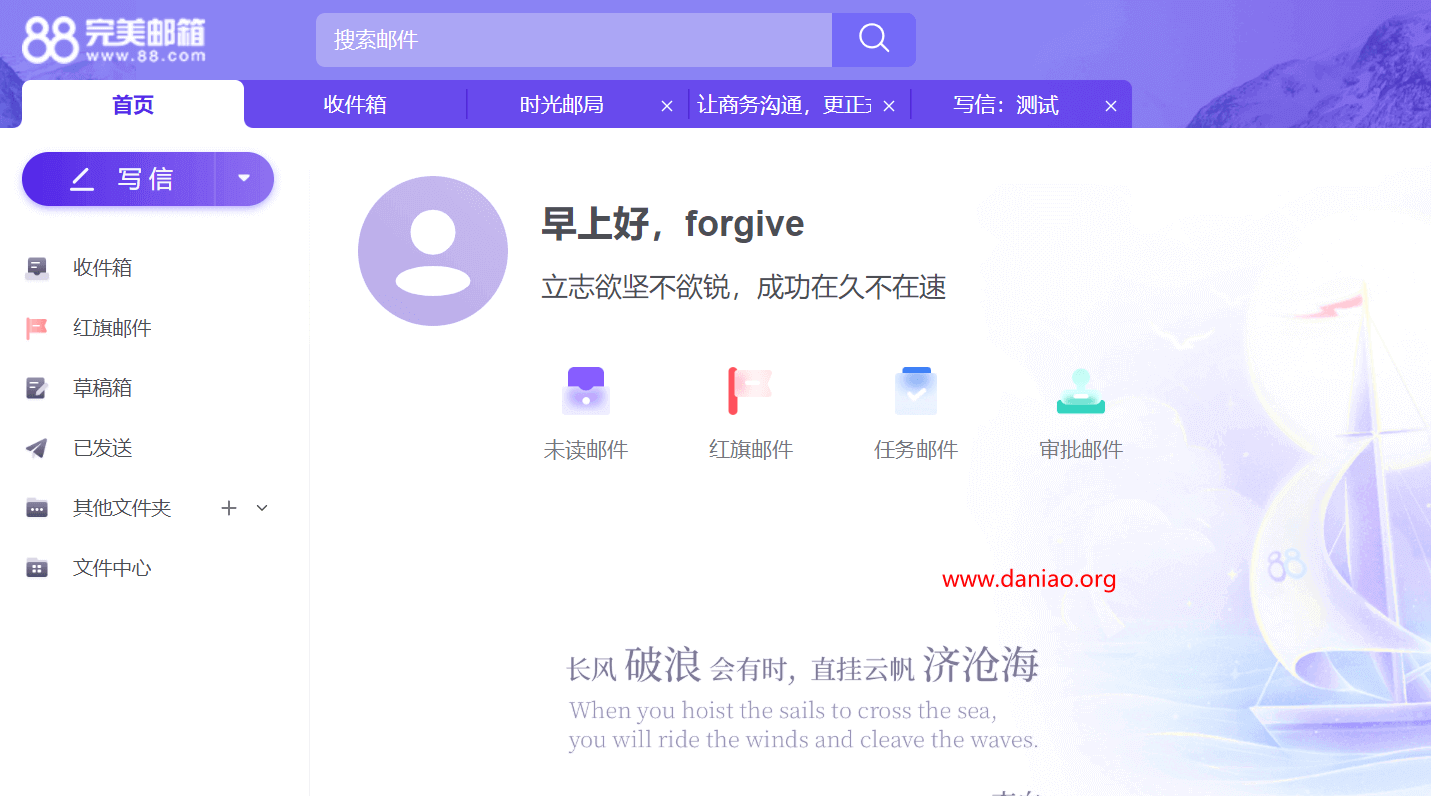 88 完美邮箱
www.88.com
搜索邮件
首页
收件箱
时光邮局
让商务沟通，更正
写信：测试
写信
收件箱
红旗邮件
草稿箱
已发送
其他文件夹
文件中心
早上好，forgive
立志欲坚不欲锐，成功在久不在速
未读邮件
红旗邮件
任务邮件
审批邮件
88
www.daniao.org
长风 破浪 会有时，直挂云帆 济沧海
When you hoist the sails to cross the sea,
you will ride the winds and cleave the waves.